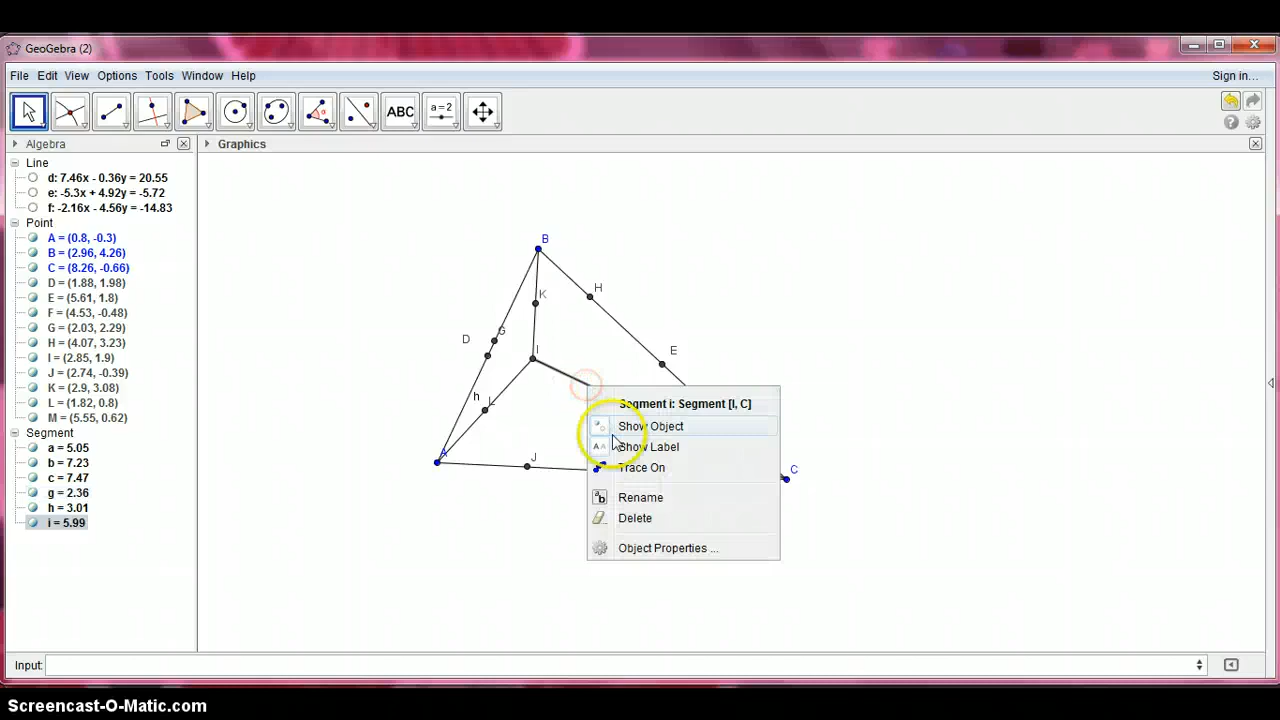 GeoGebra (2)
File Edit View Options Tools Window Help Sign in...
ABC a=2
Algebra Graphics
Line
d: 7.46x - 0.36y = 20.55
e: -5.3x + 4.92y = -5.72
f: -2.16x - 4.56y = -14.83
Point
A = (0.8, -0.3)
B = (2.96, 4.26)
C = (8.26, -0.66)
D = (1.88, 1.98)
E = (5.61, 1.8)
F = (4.53, -0.48)
G = (2.03, 2.29)
H = (4.07, 3.23)
I = (2.85, 1.9)
J = (2.74, -0.39)
K = (2.9, 3.08)
L = (1.82, 0.8)
M = (5.55, 0.62)
Segment
a = 5.05
b = 7.23
c = 7.47
g = 2.36
h = 3.01
i = 5.99
B
H
K
G
D
I
E
h
L
A
J
C
Segment i: Segment [I, C]
Show Object
Show Label
Trace On
Rename
Delete
Object Properties ...
Input:
Screencast-O-Matic.com